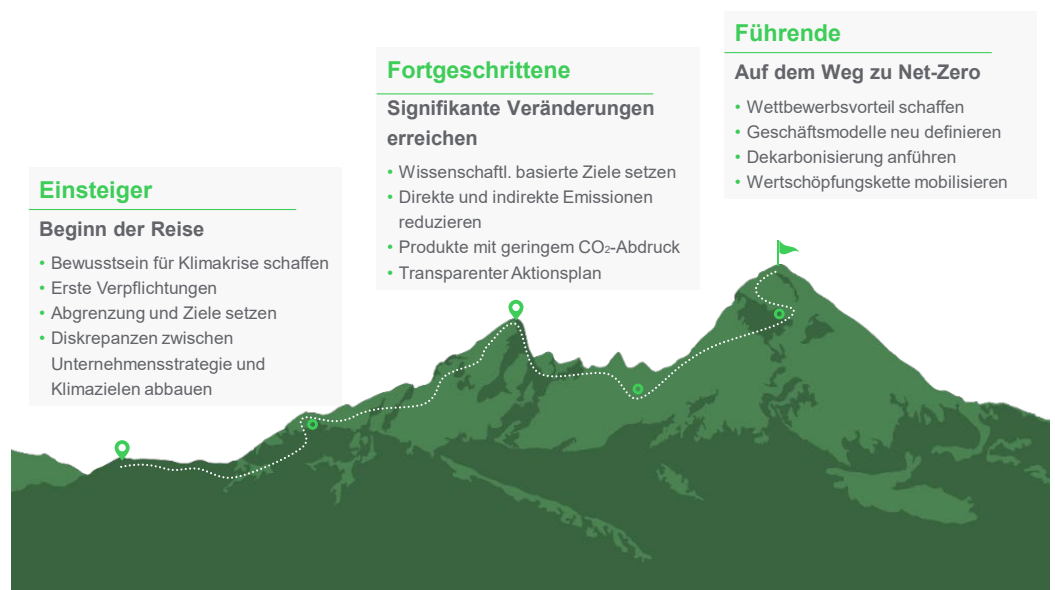 Einsteiger
Beginn der Reise
• Bewusstsein für Klimakrise schaffen
• Erste Verpflichtungen
• Abgrenzung und Ziele setzen
• Diskrepanzen zwischen
Unternehmensstrategie und
Klimazielen abbauen
Fortgeschrittene
Signifikante Veränderungen
erreichen
• Wissenschaftl. basierte Ziele setzen
• Direkte und indirekte Emissionen
reduzieren
• Produkte mit geringem CO₂-Abdruck
• Transparenter Aktionsplan
Führende
Auf dem Weg zu Net-Zero
• Wettbewerbsvorteil schaffen
• Geschäftsmodelle neu definieren
• Dekarbonisierung anführen
• Wertschöpfungskette mobilisieren